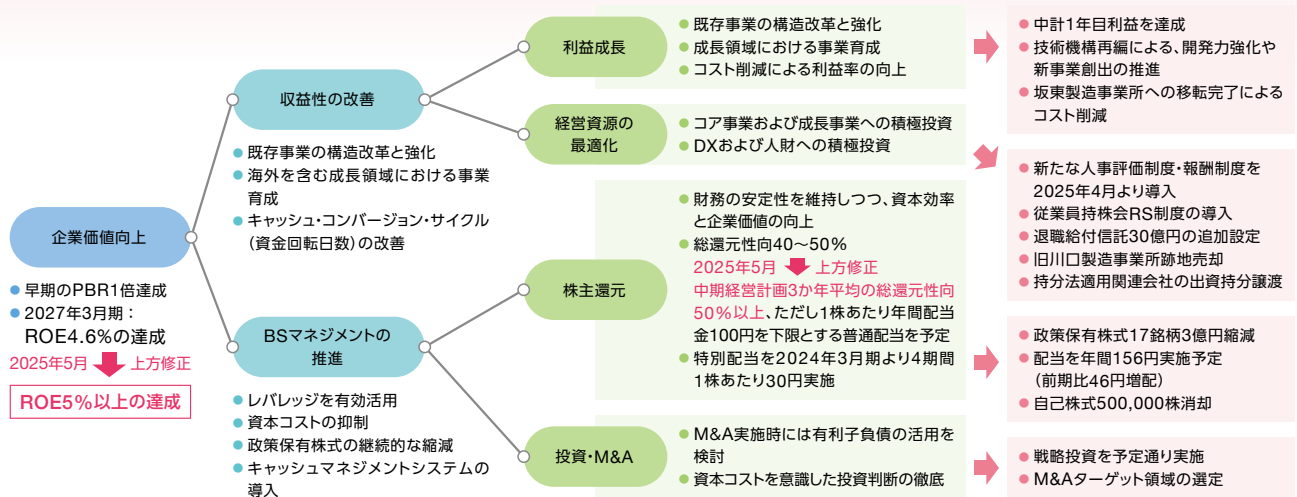 企業価値向上
● 早期のPBR1倍達成
● 2027年3月期：
ROE4.6%の達成
2025年5月 上方修正
ROE5%以上の達成
収益性の改善
● 既存事業の構造改革と強化
● 海外を含む成長領域における事業
育成
● キャッシュ・コンバージョン・サイクル
（資金回転日数）の改善
BSマネジメントの
推進
● レバレッジを有効活用
● 資本コストの抑制
● 政策保有株式の継続的な縮減
● キャッシュマネジメントシステムの
導入
利益成長
● 既存事業の構造改革と強化
● 成長領域における事業育成
● コスト削減による利益率の向上
経営資源の
最適化
● コア事業および成長事業への積極投資
● DXおよび人財への積極投資
株主還元
● 財務の安定性を維持しつつ、資本効率
と企業価値の向上
● 総還元性向40～50%
2025年5月 上方修正
中期経営計画3か年平均の総還元性向
50%以上、ただし1株あたり年間配当
金100円を下限とする普通配当を予定
● 特別配当を2024年3月期より4期間
1株あたり30円実施
投資・M&A
● M&A実施時には有利子負債の活用を
検討
● 資本コストを意識した投資判断の徹底
● 中計1年目利益を達成
● 技術機構再編による、開発力強化や
新事業創出の推進
● 坂東製造事業所への移転完了による
コスト削減
● 新たな人事評価制度・報酬制度を
2025年4月より導入
● 従業員持株会RS制度の導入
● 退職給付信託30億円の追加設定
● 旧川口製造事業所跡地売却
● 持分法適用関連会社の出資持分譲渡
● 政策保有株式17銘柄3億円縮減
● 配当を年間156円実施予定
（前期比46円増配）
● 自己株式500,000株消却
● 戦略投資を予定通り実施
● M&Aターゲット領域の選定